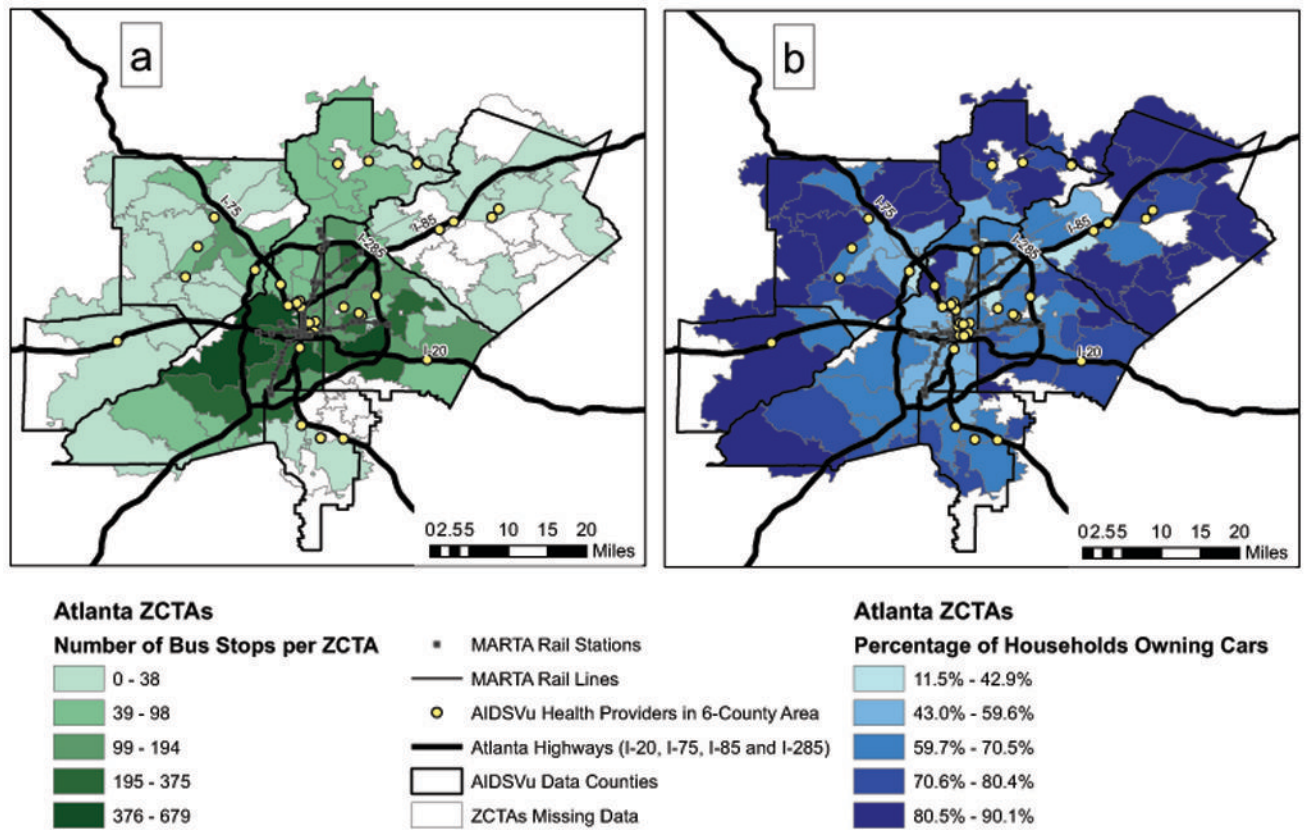 a
I-75
I-85
I-285
I-20
0 2.5 5 10 15 20
Miles
b
I-75
I-85
I-285
I-20
0 2.5 5 10 15 20
Miles
Atlanta ZCTAs
Number of Bus Stops per ZCTA
0 - 38
39 - 98
99 - 194
195 - 375
376 - 679
MARTA Rail Stations
MARTA Rail Lines
AIDSVu Health Providers in 6-County Area
Atlanta Highways (I-20, I-75, I-85 and I-285)
AIDSVu Data Counties
ZCTAs Missing Data
Atlanta ZCTAs
Percentage of Households Owning Cars
11.5% - 42.9%
43.0% - 59.6%
59.7% - 70.5%
70.6% - 80.4%
80.5% - 90.1%